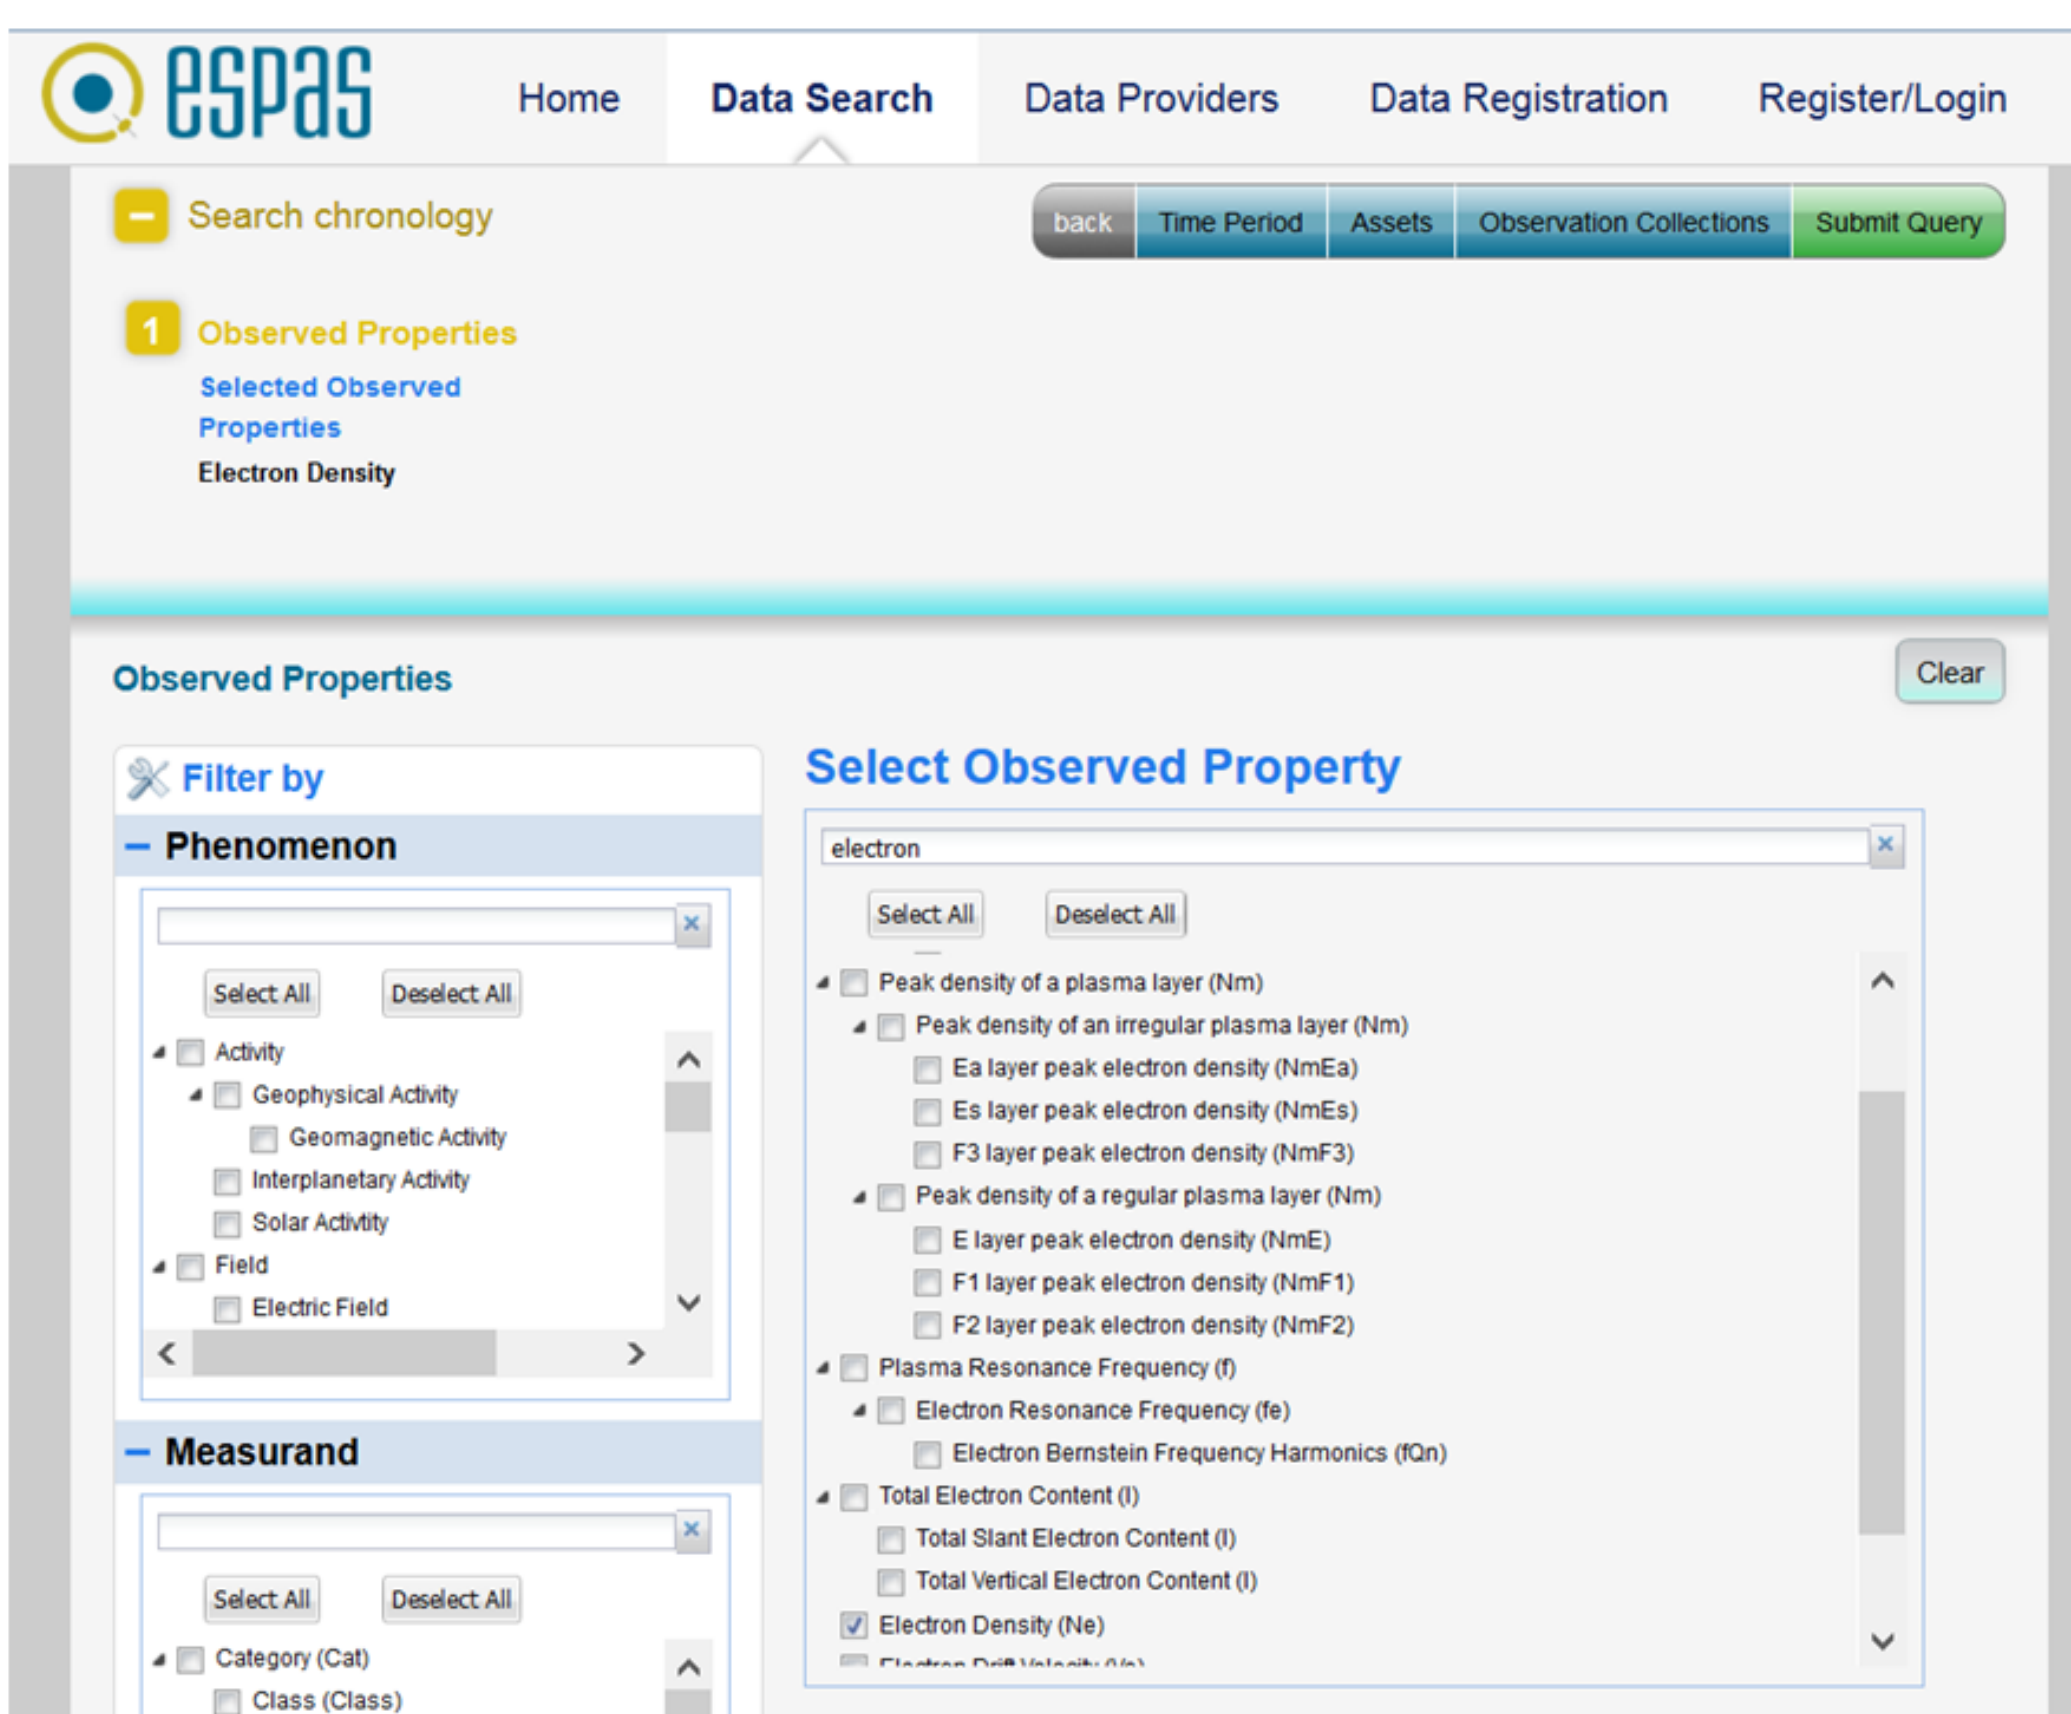 espas
Home Data Search Data Providers Data Registration Register/Login
Search chronology
back Time Period Assets Observation Collections Submit Query
1 Observed Properties
Selected Observed
Properties
Electron Density
Observed Properties
Clear
Filter by
Phenomenon
Select All Deselect All
Activity
Geophysical Activity
Geomagnetic Activity
Interplanetary Activity
Solar Activtity
Field
Electric Field
Measurand
Select All Deselect All
Category (Cat)
Class (Class)
Select Observed Property
electron
Select All Deselect All
Peak density of a plasma layer (Nm)
Peak density of an irregular plasma layer (Nm)
Ea layer peak electron density (NmEa)
Es layer peak electron density (NmEs)
F3 layer peak electron density (NmF3)
Peak density of a regular plasma layer (Nm)
E layer peak electron density (NmE)
F1 layer peak electron density (NmF1)
F2 layer peak electron density (NmF2)
Plasma Resonance Frequency (f)
Electron Resonance Frequency (fe)
Electron Bernstein Frequency Harmonics (fQn)
Total Electron Content (I)
Total Slant Electron Content (I)
Total Vertical Electron Content (I)
Electron Density (Ne)
Electron Drift Velocity (Ve)